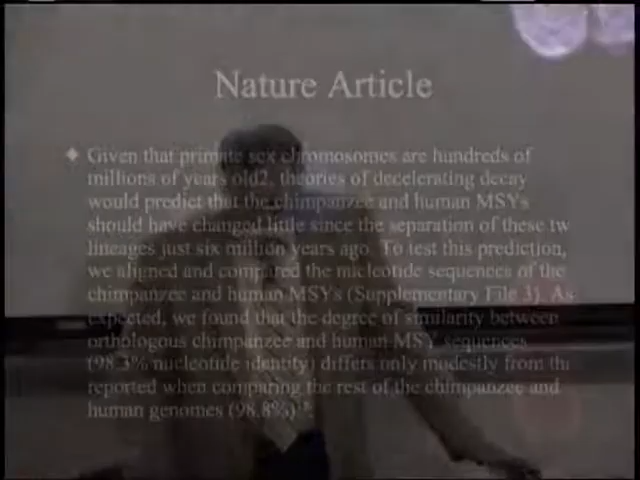 Nature Article
Given that primate sex chromosomes are hundreds of
millions of years old2, theories of decelerating decay
would predict that the chimpanzee and human MSYs
should have changed little since the separation of these tw
lineages just six million years ago. To test this prediction,
we aligned and compared the nucleotide sequences of the
chimpanzee and human MSYs (Supplementary File 3). As
expected, we found that the degree of similarity between
orthologous chimpanzee and human MSY sequences
(98.3% nucleotide identity) differs only modestly from tha
reported when comparing the rest of the chimpanzee and
human genomes (98.8%)